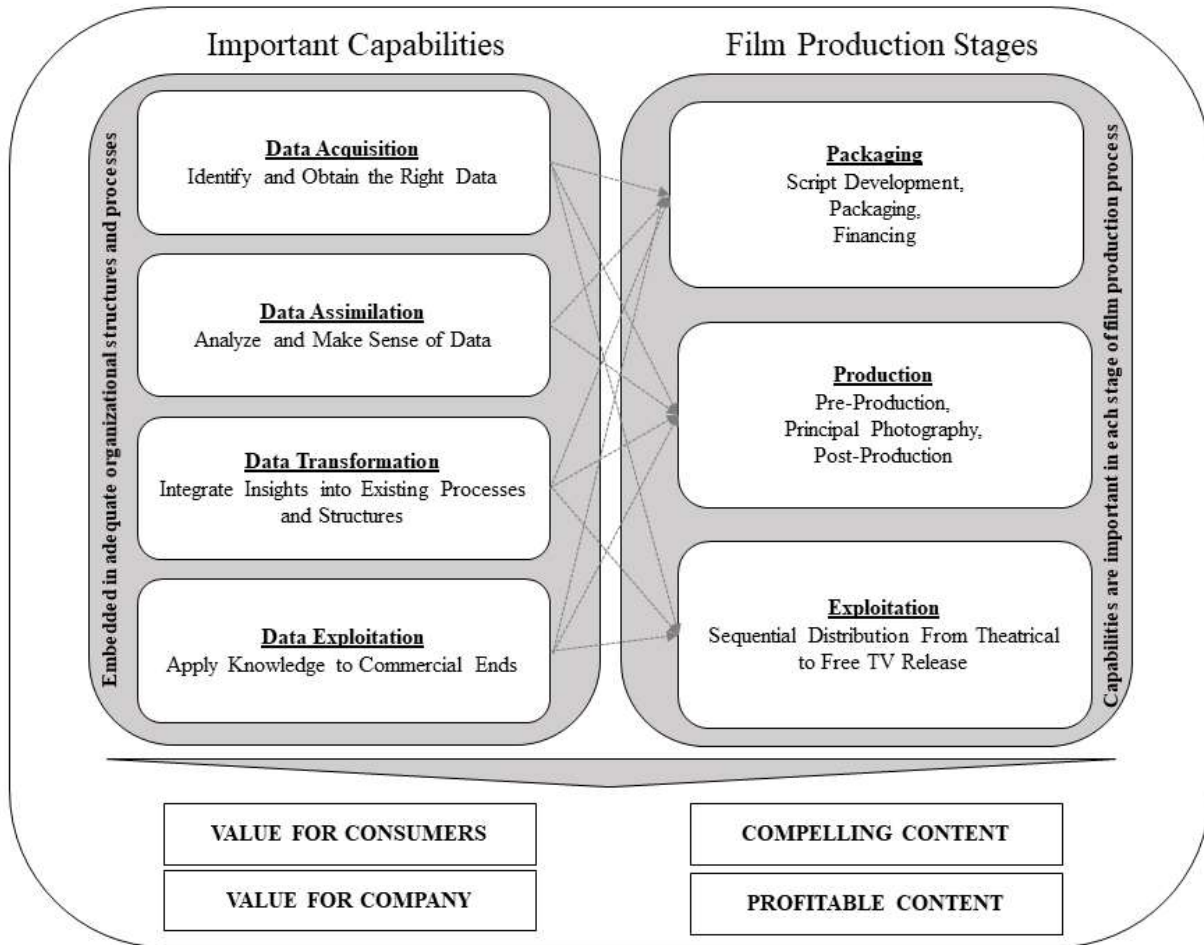 Important Capabilities
Film Production Stages
Embedded in adequate organizational structures and processes
Data Acquisition
Identify and Obtain the Right Data
Data Assimilation
Analyze and Make Sense of Data
Data Transformation
Integrate Insights into Existing Processes
and Structures
Data Exploitation
Apply Knowledge to Commercial Ends
Packaging
Script Development,
Packaging,
Financing
Production
Pre-Production,
Principal Photography,
Post-Production
Exploitation
Sequential Distribution From Theatrical
to Free TV Release
Capabilities are important in each stage of film production process
VALUE FOR CONSUMERS
VALUE FOR COMPANY
COMPELLING CONTENT
PROFITABLE CONTENT